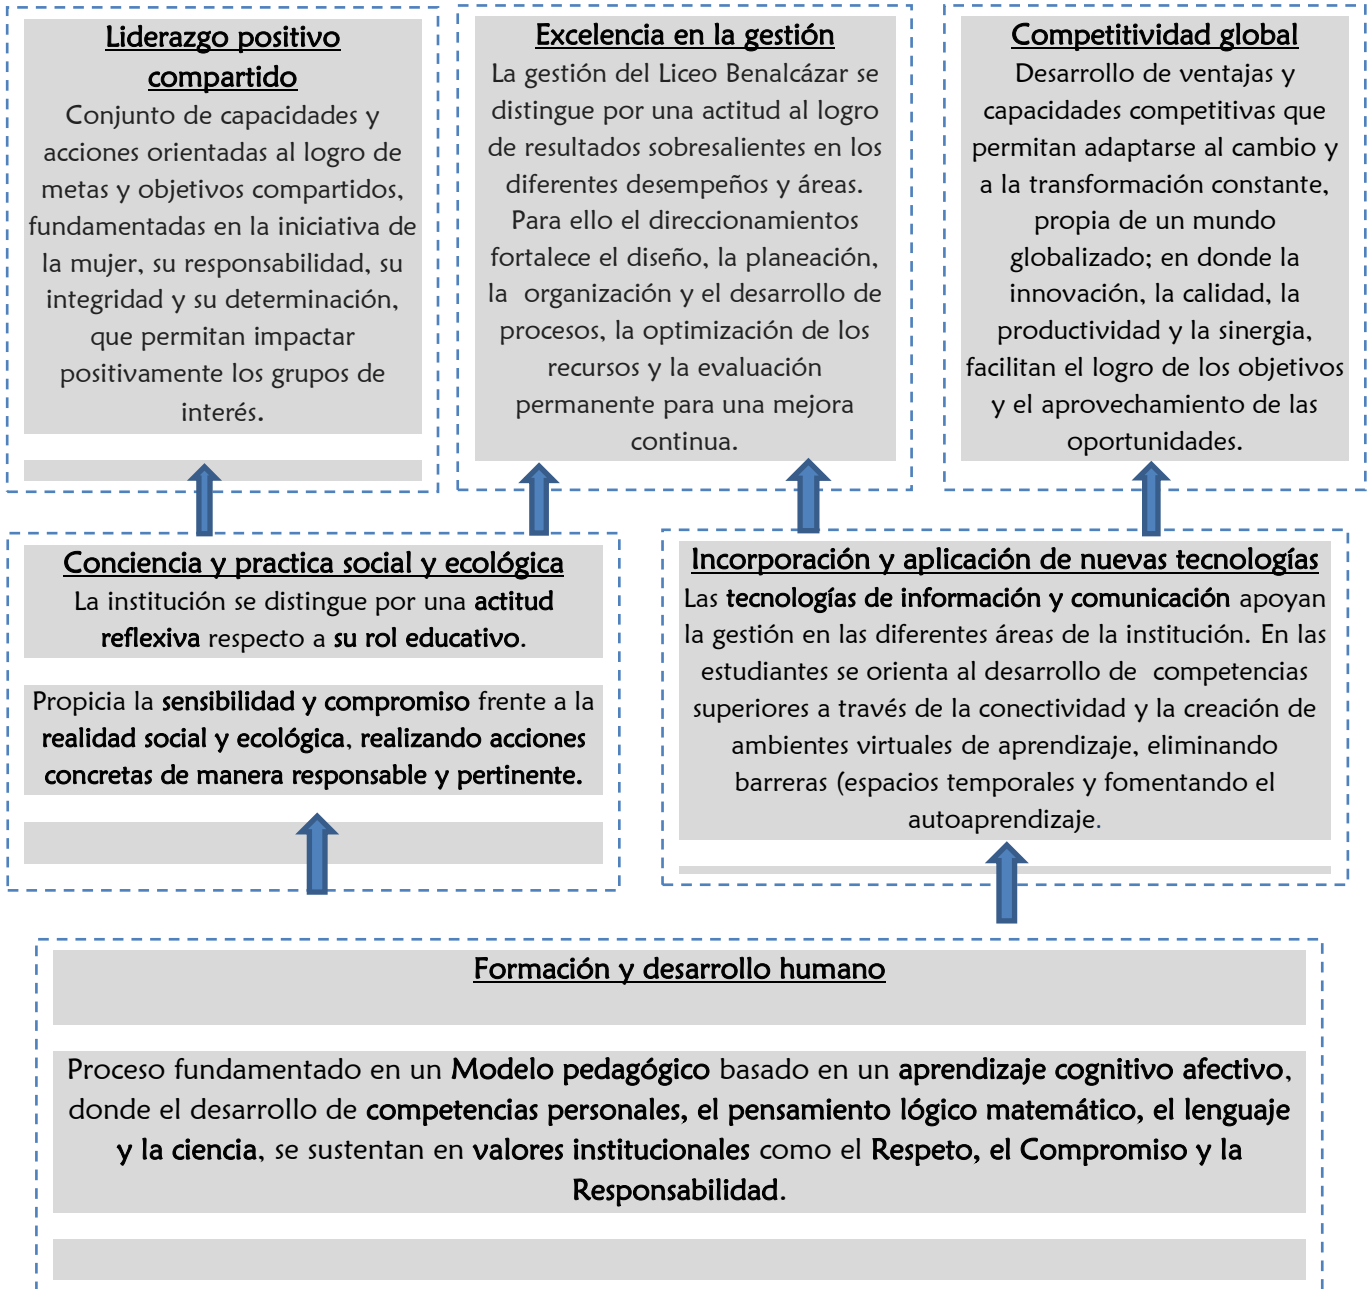 Liderazgo positivo
compartido
Conjunto de capacidades y
acciones orientadas al logro de
metas y objetivos compartidos,
fundamentadas en la iniciativa de
la mujer, su responsabilidad, su
integridad y su determinación,
que permitan impactar
positivamente los grupos de
interés.
Excelencia en la gestión
La gestión del Liceo Benalcázar se
distingue por una actitud al logro
de resultados sobresalientes en los
diferentes desempeños y áreas.
Para ello el direccionamientos
fortalece el diseño, la planeación,
la organización y el desarrollo de
procesos, la optimización de los
recursos y la evaluación
permanente para una mejora
continua.
Competitividad global
Desarrollo de ventajas y
capacidades competitivas que
permitan adaptarse al cambio y
a la transformación constante,
propia de un mundo
globalizado; en donde la
innovación, la calidad, la
productividad y la sinergia,
facilitan el logro de los objetivos
y el aprovechamiento de las
oportunidades.
Conciencia y practica social y ecológica
La institución se distingue por una actitud
reflexiva respecto a su rol educativo.
Propicia la sensibilidad y compromiso frente a la
realidad social y ecológica, realizando acciones
concretas de manera responsable y pertinente.
Incorporación y aplicación de nuevas tecnologías
Las tecnologías de información y comunicación apoyan
la gestión en las diferentes áreas de la institución. En las
estudiantes se orienta al desarrollo de competencias
superiores a través de la conectividad y la creación de
ambientes virtuales de aprendizaje, eliminando
barreras (espacios temporales y fomentando el
autoaprendizaje.
Formación y desarrollo humano
Proceso fundamentado en un Modelo pedagógico basado en un aprendizaje cognitivo afectivo,
donde el desarrollo de competencias personales, el pensamiento lógico matemático, el lenguaje
y la ciencia, se sustentan en valores institucionales como el Respeto, el Compromiso y la
Responsabilidad.